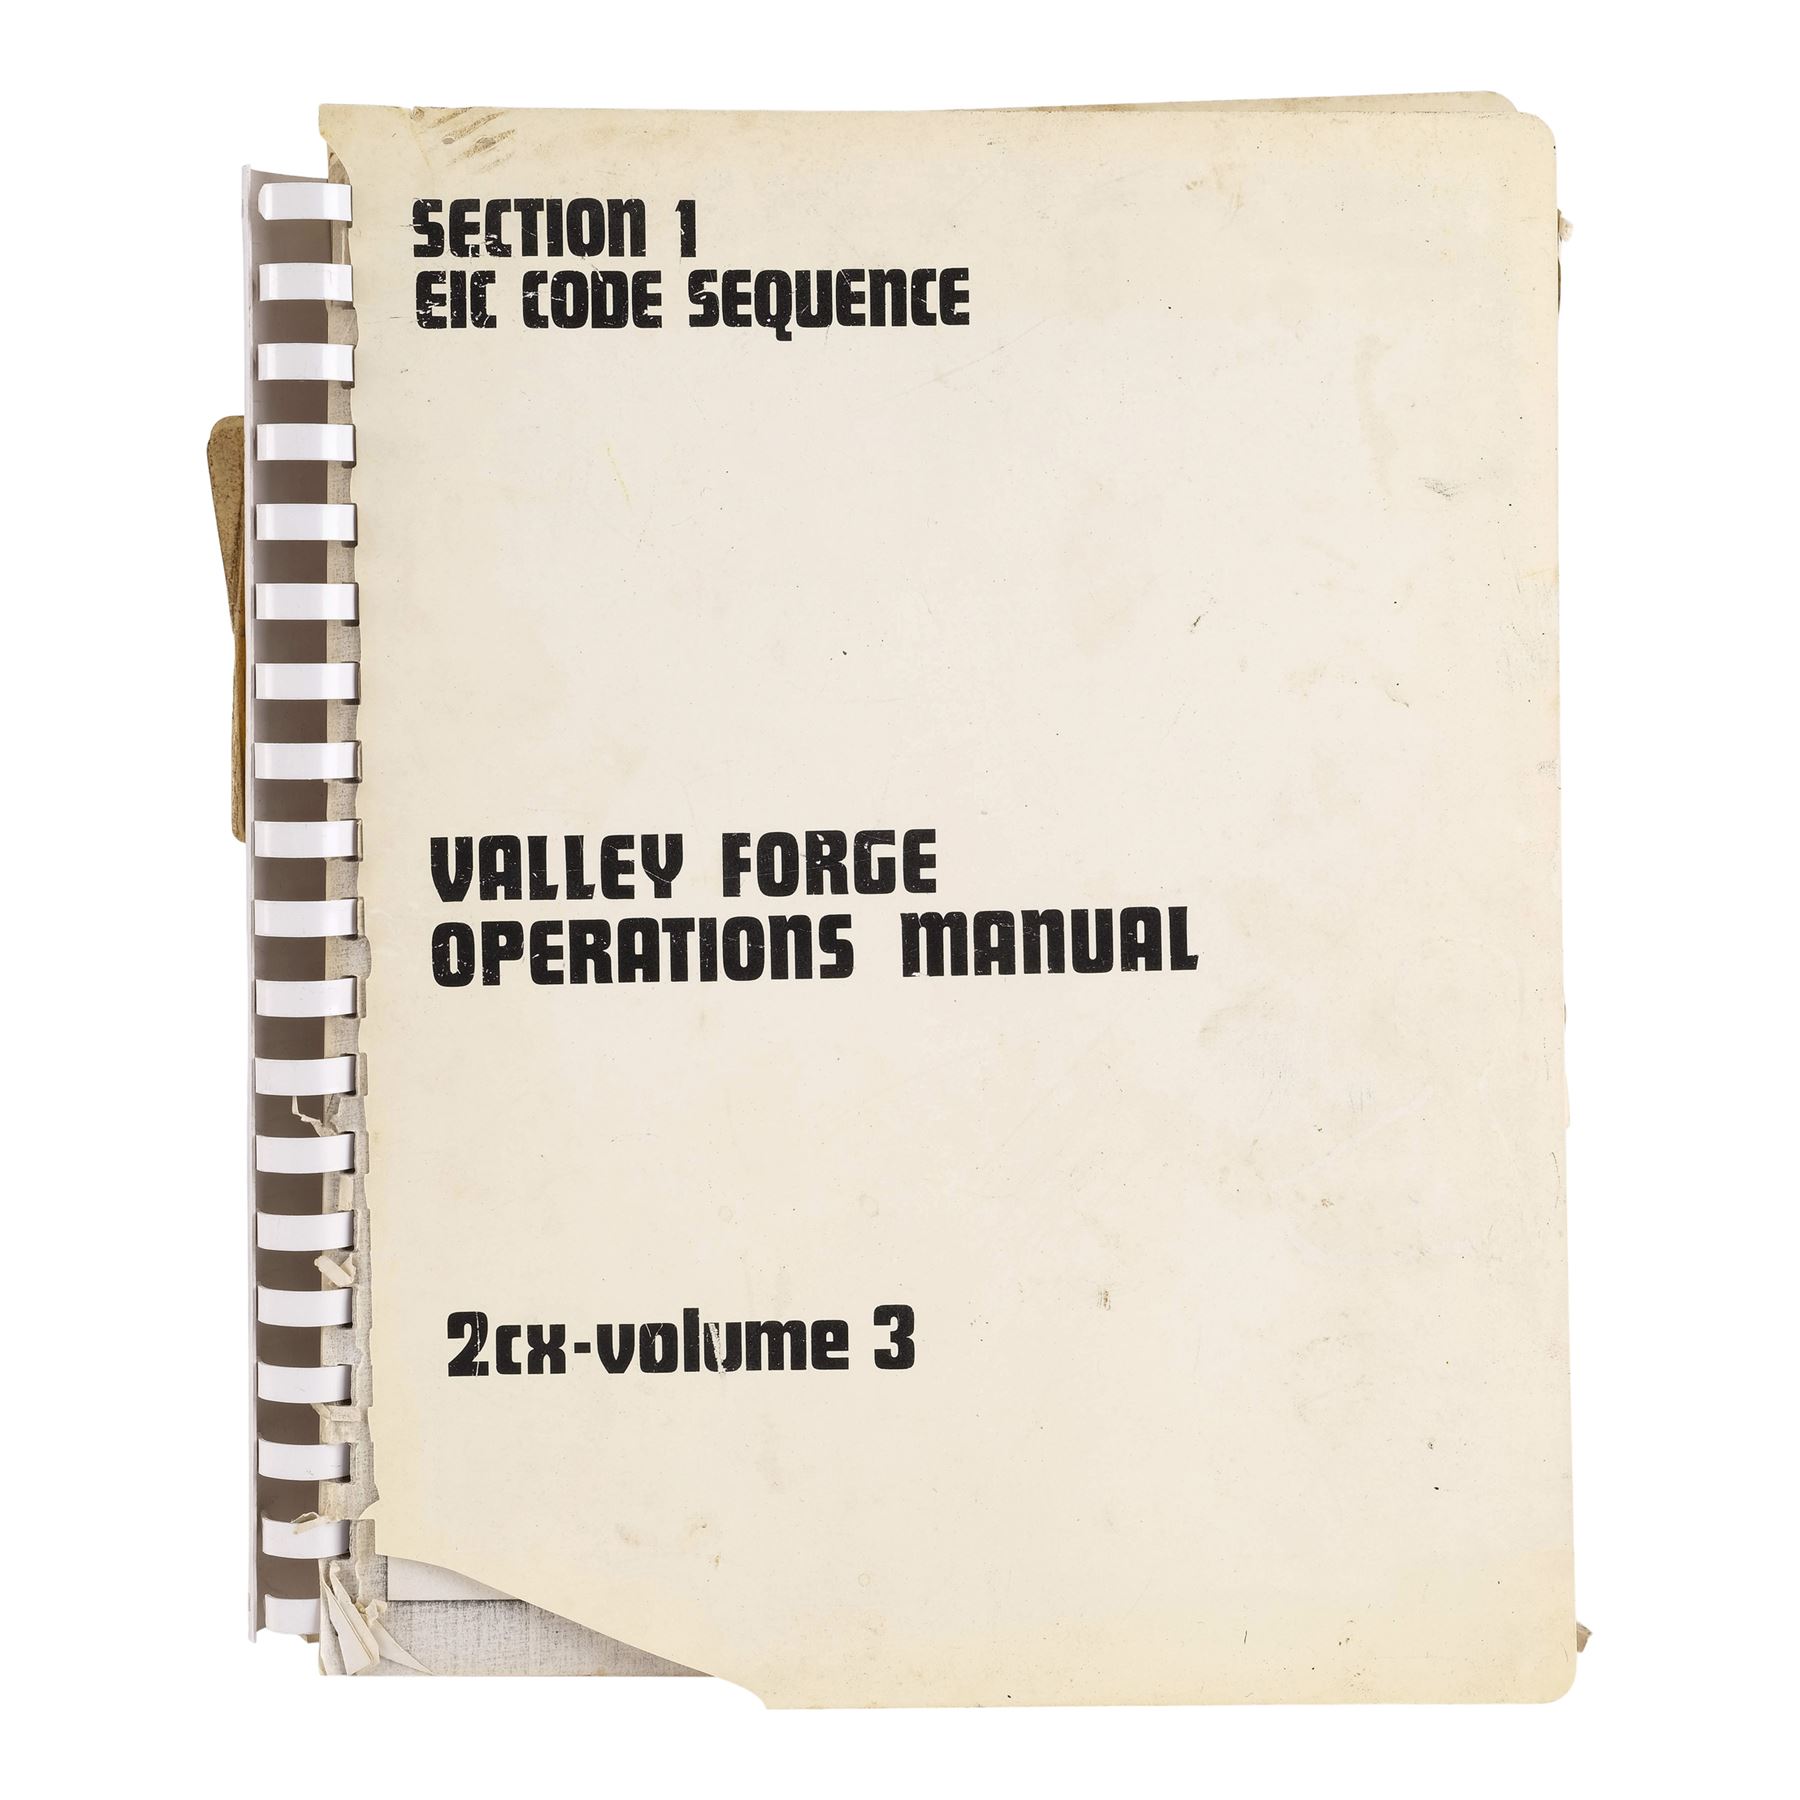 SECTION 1
EIC CODE SEQUENCE
VALLEY FORGE
OPERATIONS MANUAL
2cx-volume 3